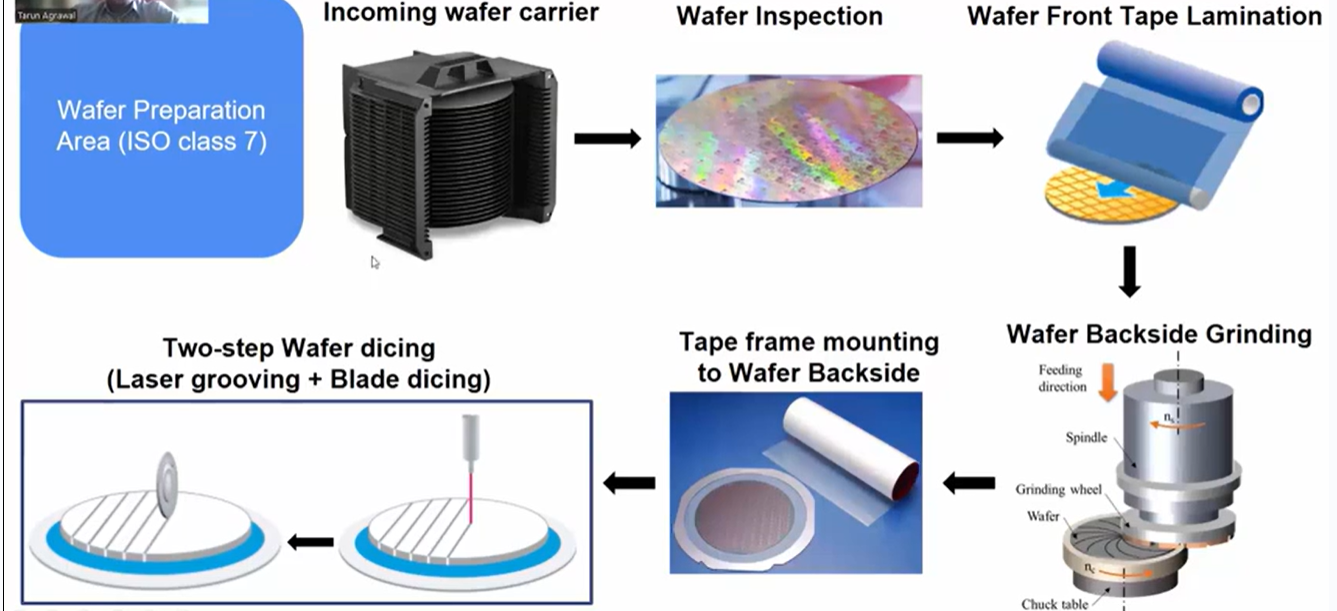 Tarun Agrawal
Incoming wafer carrier
Wafer Inspection
Wafer Front Tape Lamination
Wafer Preparation
Area (ISO class 7)
Two-step Wafer dicing
(Laser grooving + Blade dicing)
Tape frame mounting
to Wafer Backside
Wafer Backside Grinding
Feeding
direction
Spindle
Grinding wheel
Wafer
Chuck table